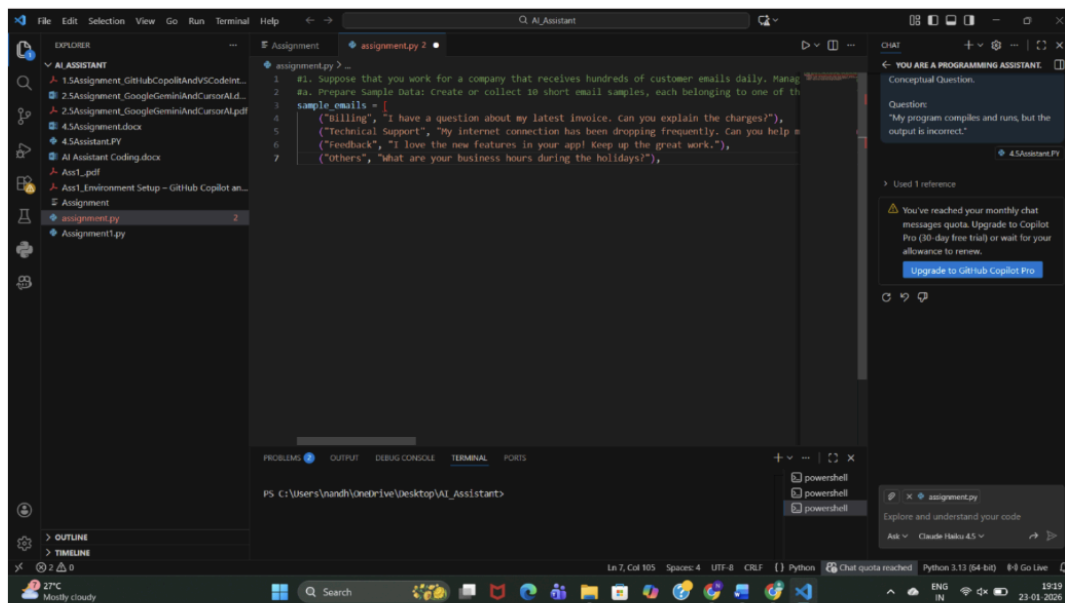 File Edit Selection View Go Run Terminal Help
AI_Assistant
EXPLORER
AI_ASSISTANT
1.5Assignment_GitHubCopolitAndVSCodeInt...
2.5Assignment_GoogleGeminiAndCursorAI.d...
2.5Assignment_GoogleGeminiAndCursorAI.pdf
4.5Assignment.docx
4.5Assistant.PY
AI Assistant Coding.docx
Ass1_.pdf
Ass1_Environment Setup – GitHub Copilot an...
Assignment
assignment.py 2
Assignment1.py
OUTLINE
TIMELINE
Assignment assignment.py 2
assignment.py > ...
1 #1. Suppose that you work for a company that receives hundreds of customer emails daily. Manag
2 #a. Prepare Sample Data: Create or collect 10 short email samples, each belonging to one of th
3 sample_emails = [
4 ("Billing", "I have a question about my latest invoice. Can you explain the charges?"),
5 ("Technical Support", "My internet connection has been dropping frequently. Can you help m
6 ("Feedback", "I love the new features in your app! Keep up the great work."),
7 ("Others", "What are your business hours during the holidays?"),
PROBLEMS 2 OUTPUT DEBUG CONSOLE TERMINAL PORTS
PS C:\Users\nandh\OneDrive\Desktop\AI_Assistant>
powershell
powershell
powershell
CHAT
YOU ARE A PROGRAMMING ASSISTANT.
Conceptual Question.
Question:
"My program compiles and runs, but the
output is incorrect."
4.5Assistant.PY
Used 1 reference
You've reached your monthly chat
messages quota. Upgrade to Copilot
Pro (30-day free trial) or wait for your
allowance to renew.
Upgrade to GitHub Copilot Pro
assignment.py
Explore and understand your code
Ask Claude Haiku 4.5
2 0
Ln 7, Col 105 Spaces: 4 UTF-8 CRLF {} Python Chat quota reached Python 3.13 (64-bit) Go Live
27°C
Mostly cloudy
Search
ENG
IN
19:19
23-01-2026